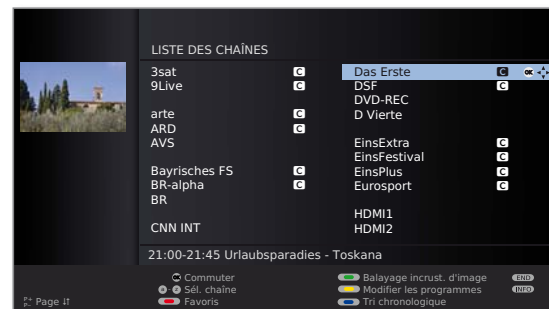 LISTE DES CHAÎNES
3sat C
9Live C
arte C
ARD C
AVS
Bayrisches FS C
BR-alpha C
BR
CNN INT
Das Erste C OK
DSF C
DVD-REC
D Vierte
EinsExtra C
EinsFestival C
EinsPlus C
Eurosport C
HDMI1
HDMI2
21:00-21:45 Urlaubsparadies - Toskana
OK Commuter
Sél. chaîne
Favoris
Balayage incrust. d'image END
Modifier les programmes INFO
Tri chronologique
P+ P- Page